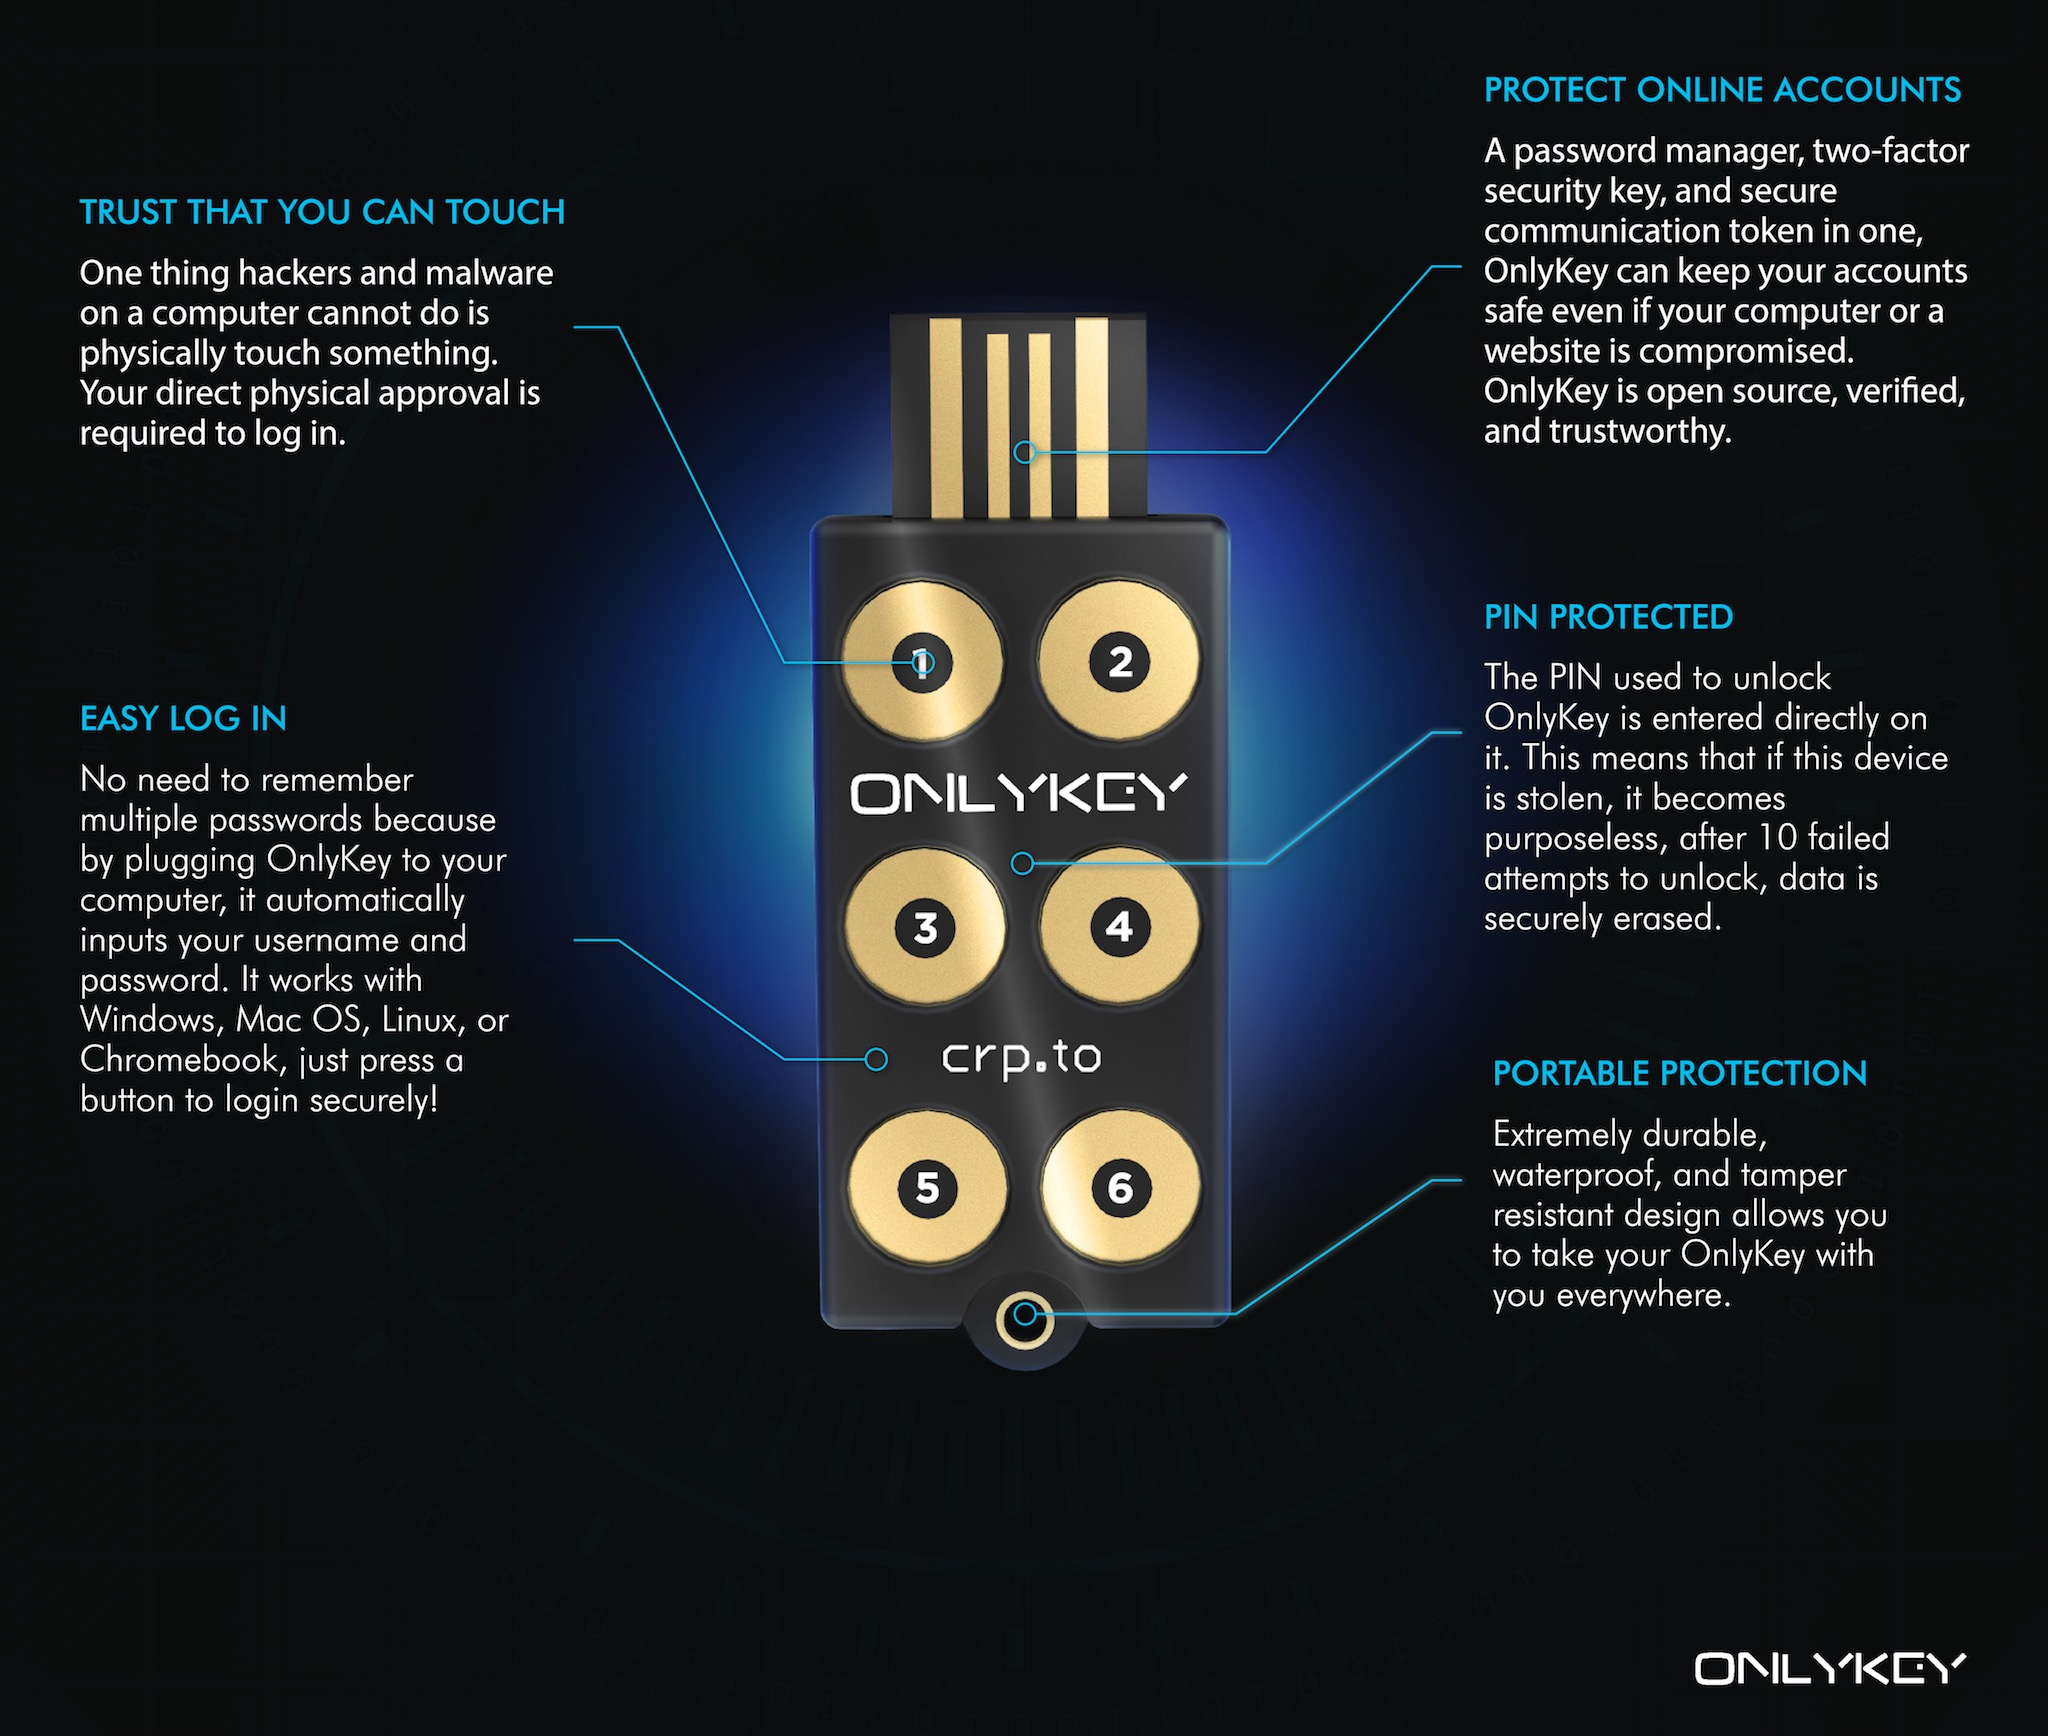 TRUST THAT YOU CAN TOUCH
One thing hackers and malware
on a computer cannot do is
physically touch something.
Your direct physical approval is
required to log in.
EASY LOG IN
No need to remember
multiple passwords because
by plugging OnlyKey to your
computer, it automatically
inputs your username and
password. It works with
Windows, Mac OS, Linux, or
Chromebook, just press a
button to login securely!
1
2
ONLYKEY
3
4
crp.to
5
6
PROTECT ONLINE ACCOUNTS
A password manager, two-factor
security key, and secure
communication token in one,
OnlyKey can keep your accounts
safe even if your computer or a
website is compromised.
OnlyKey is open source, verified,
and trustworthy.
PIN PROTECTED
The PIN used to unlock
OnlyKey is entered directly on
it. This means that if this device
is stolen, it becomes
purposeless, after 10 failed
attempts to unlock, data is
securely erased.
PORTABLE PROTECTION
Extremely durable,
waterproof, and tamper
resistant design allows you
to take your OnlyKey with
you everywhere.
ONLYKEY